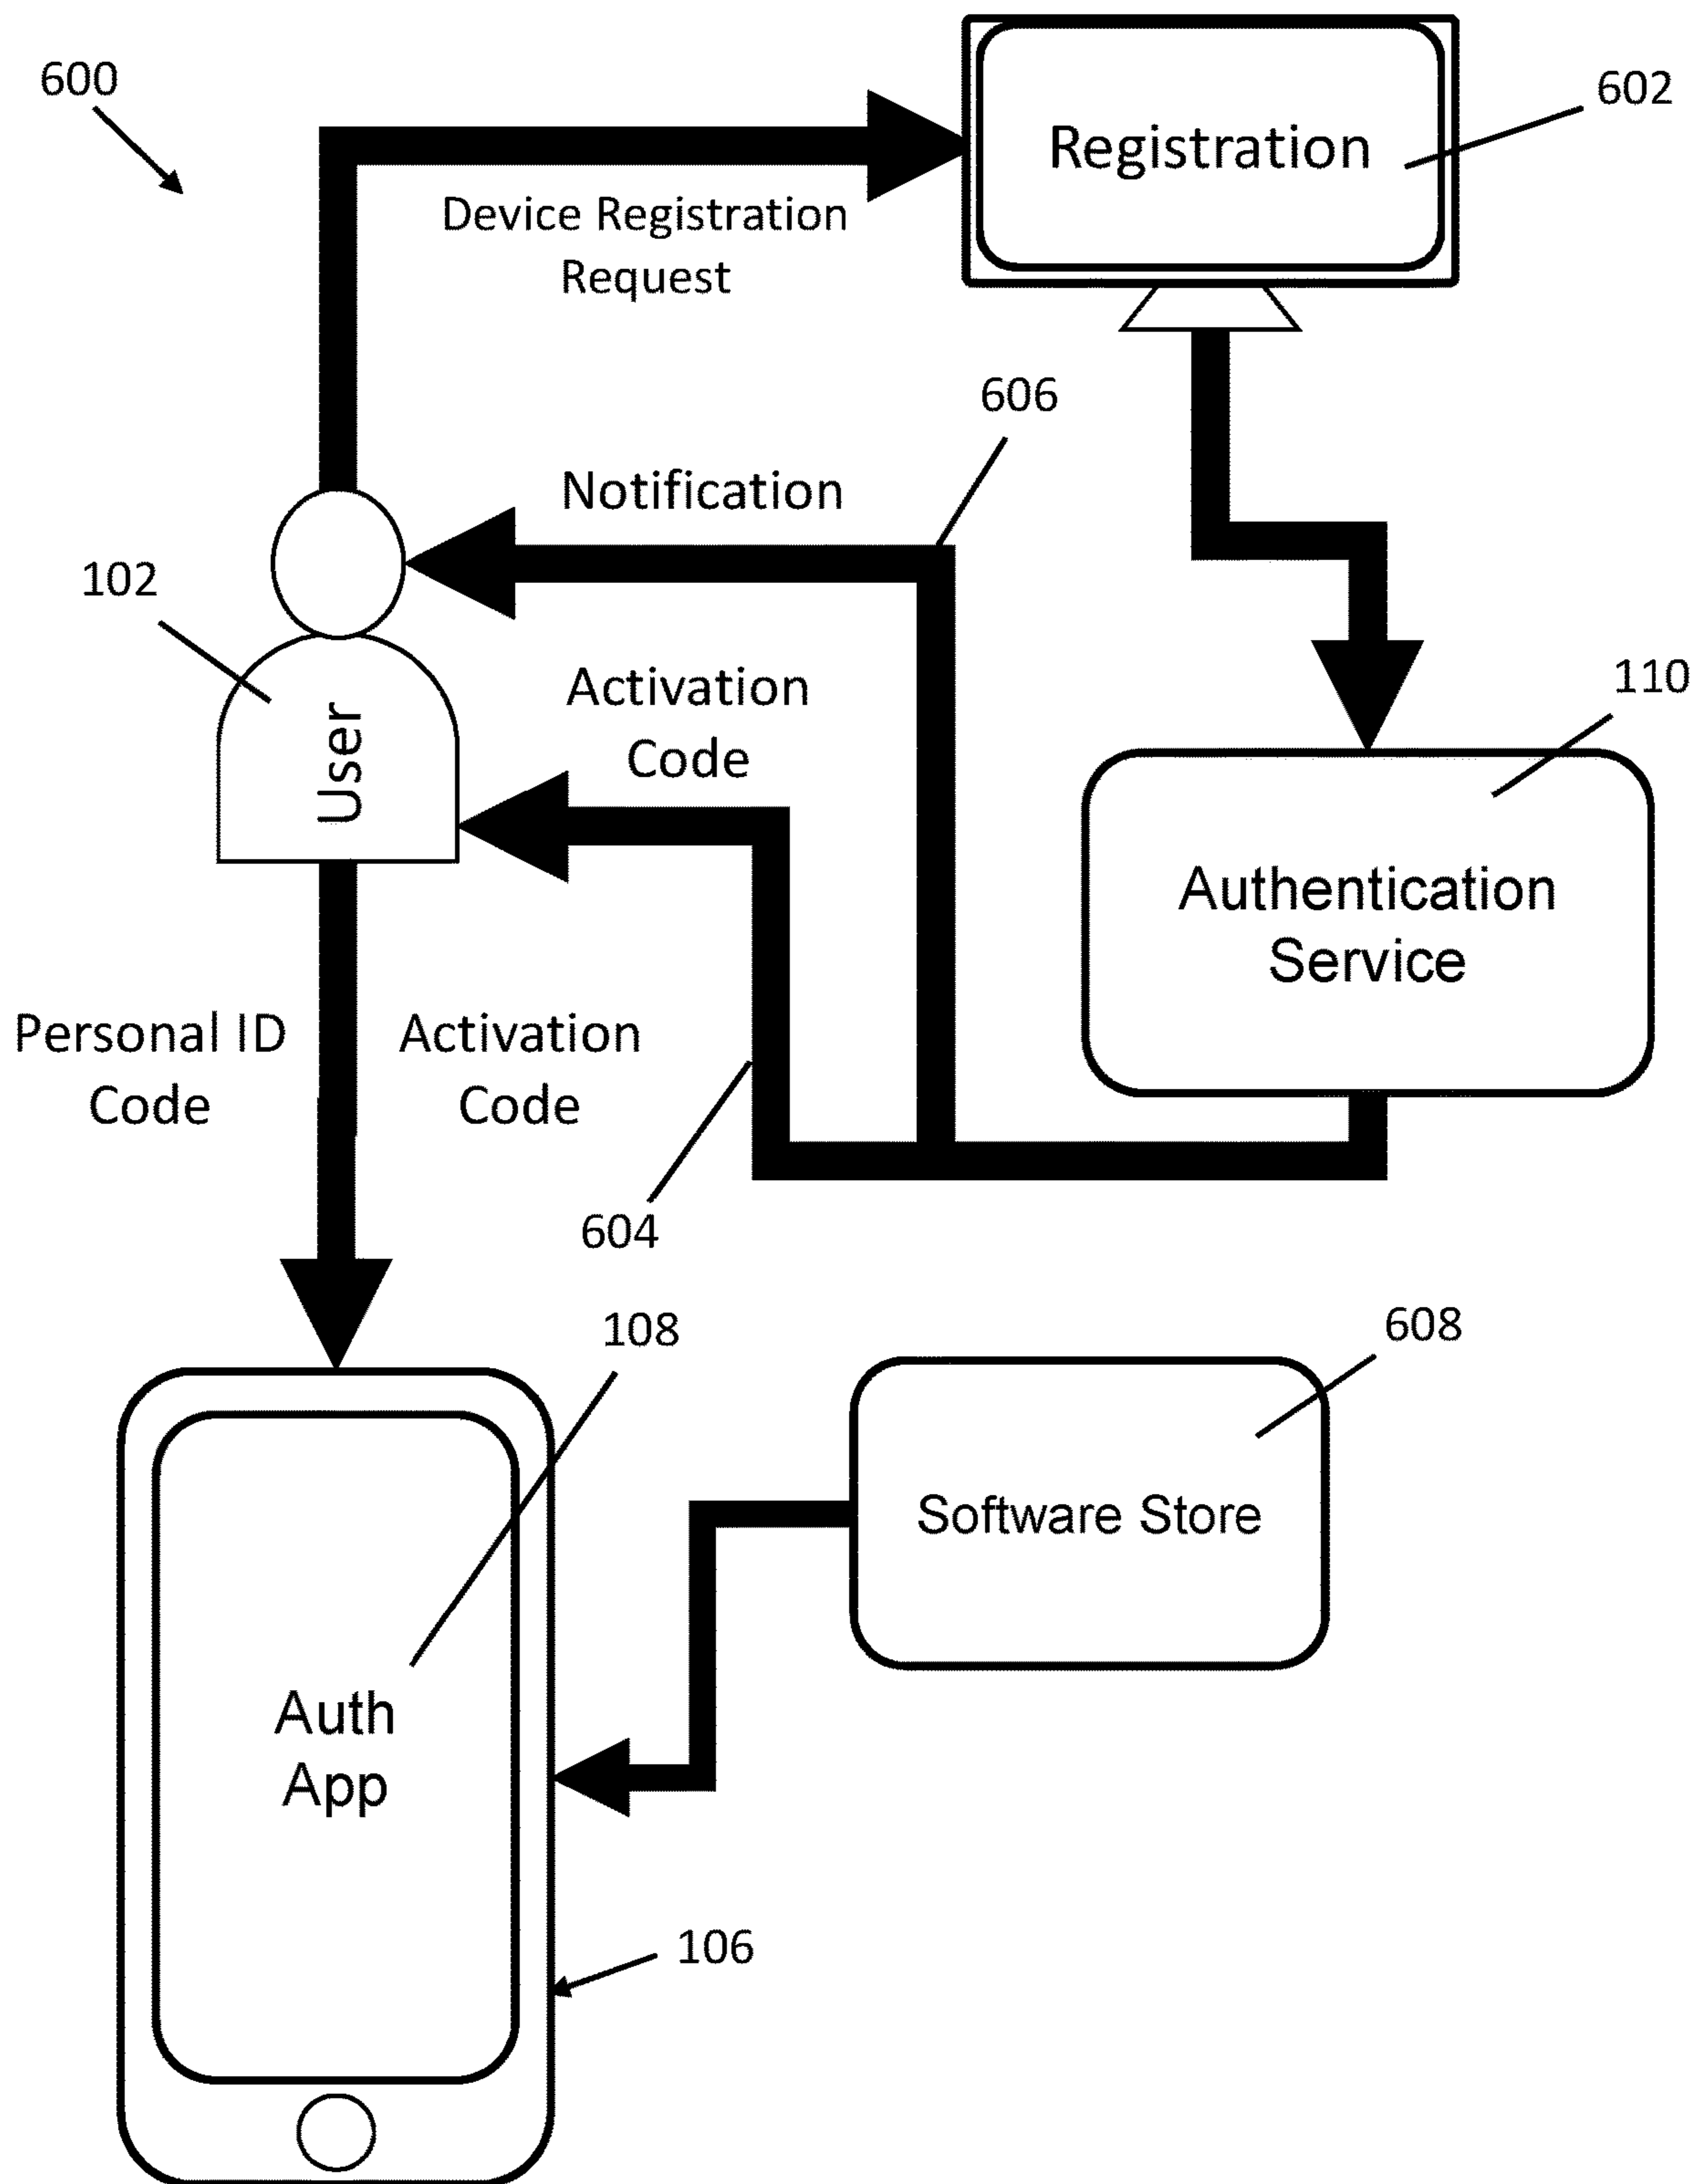 600
602
Registration
Device Registration
Request
606
Notification
102
Activation
Code
User
110
Authentication
Service
Personal ID
Code
Activation
Code
604
108
608
Software Store
Auth
App
106